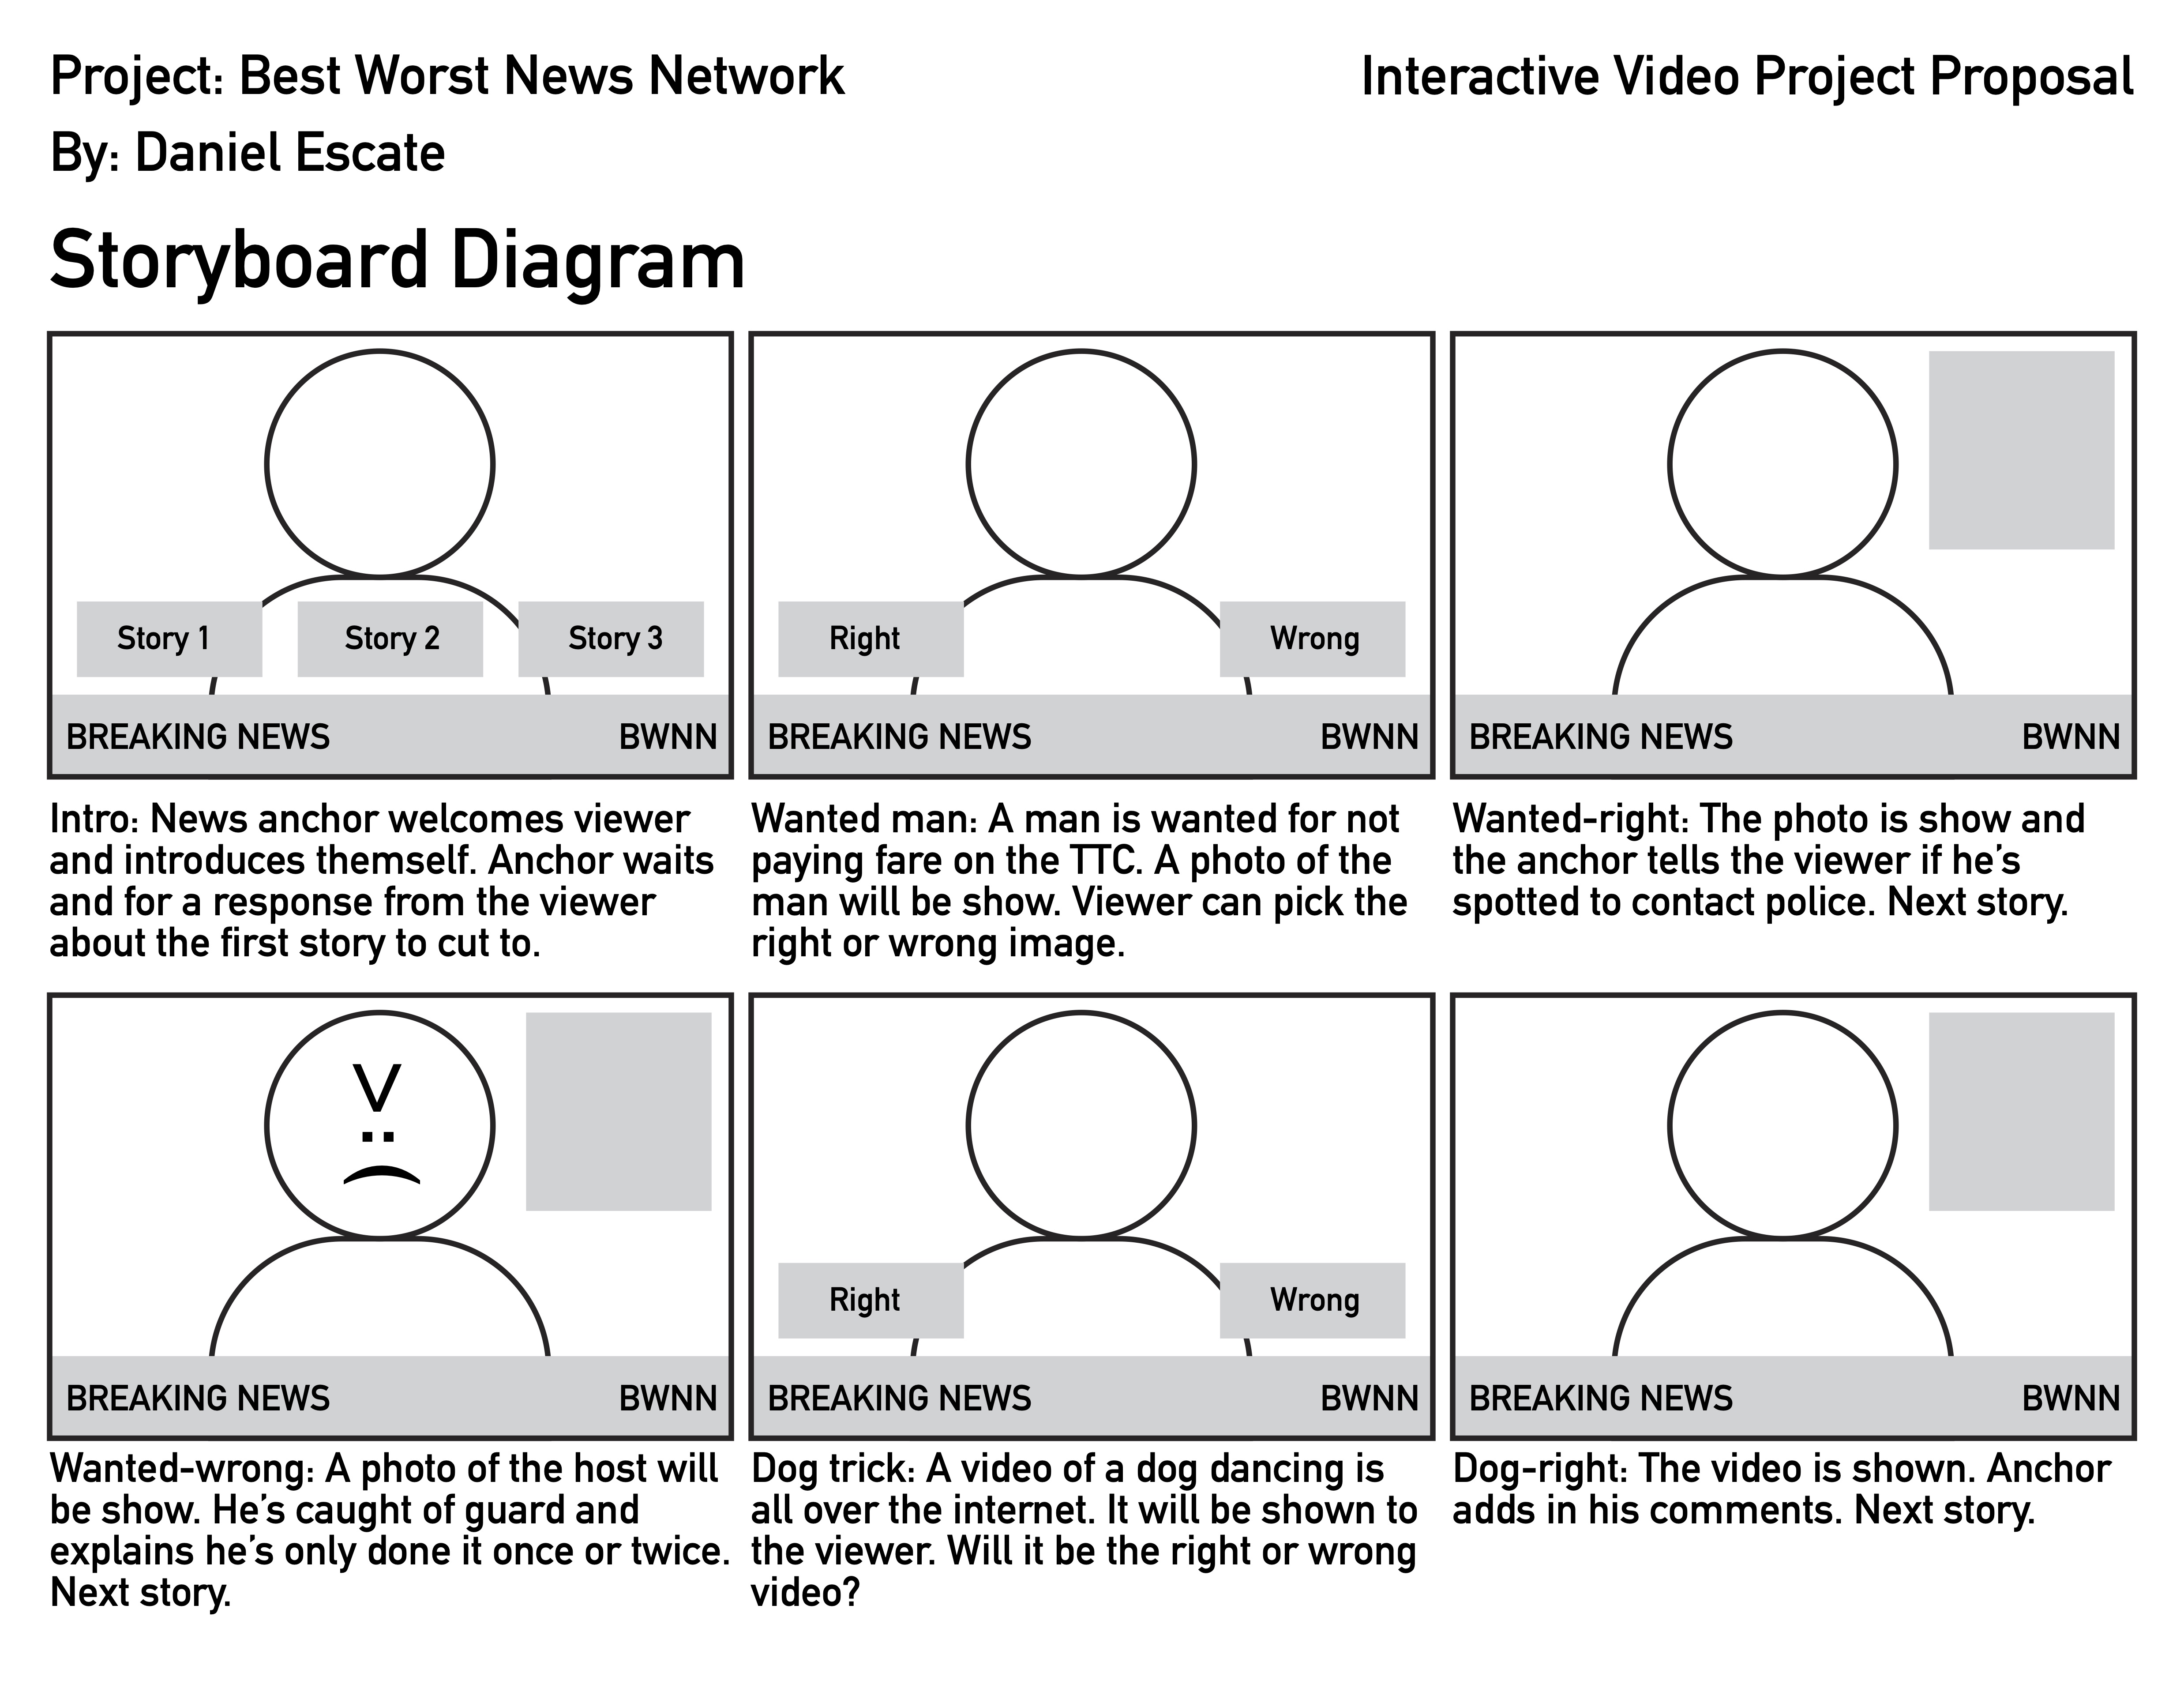 Project: Best Worst News Network
Interactive Video Project Proposal
By: Daniel Escate
Storyboard Diagram
Story 1
Story 2
Story 3
BREAKING NEWS
BWNN
Intro: News anchor welcomes viewer
and introduces themself. Anchor waits
and for a response from the viewer
about the first story to cut to.
Right
Wrong
BREAKING NEWS
BWNN
Wanted man: A man is wanted for not
paying fare on the TTC. A photo of the
man will be show. Viewer can pick the
right or wrong image.
BREAKING NEWS
BWNN
Wanted-right: The photo is show and
the anchor tells the viewer if he's
spotted to contact police. Next story.
BREAKING NEWS
BWNN
Wanted-wrong: A photo of the host will
be show. He's caught of guard and
explains he's only done it once or twice.
Next story.
Right
Wrong
BREAKING NEWS
BWNN
Dog trick: A video of a dog dancing is
all over the internet. It will be shown to
the viewer. Will it be the right or wrong
video?
BREAKING NEWS
BWNN
Dog-right: The video is shown. Anchor
adds in his comments. Next story.